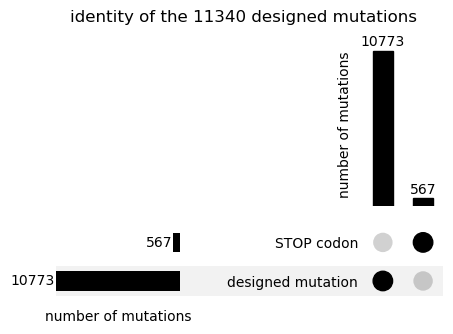 identity of the 11340 designed mutations
10773
number of mutations
567
567
STOP codon
10773
designed mutation
number of mutations